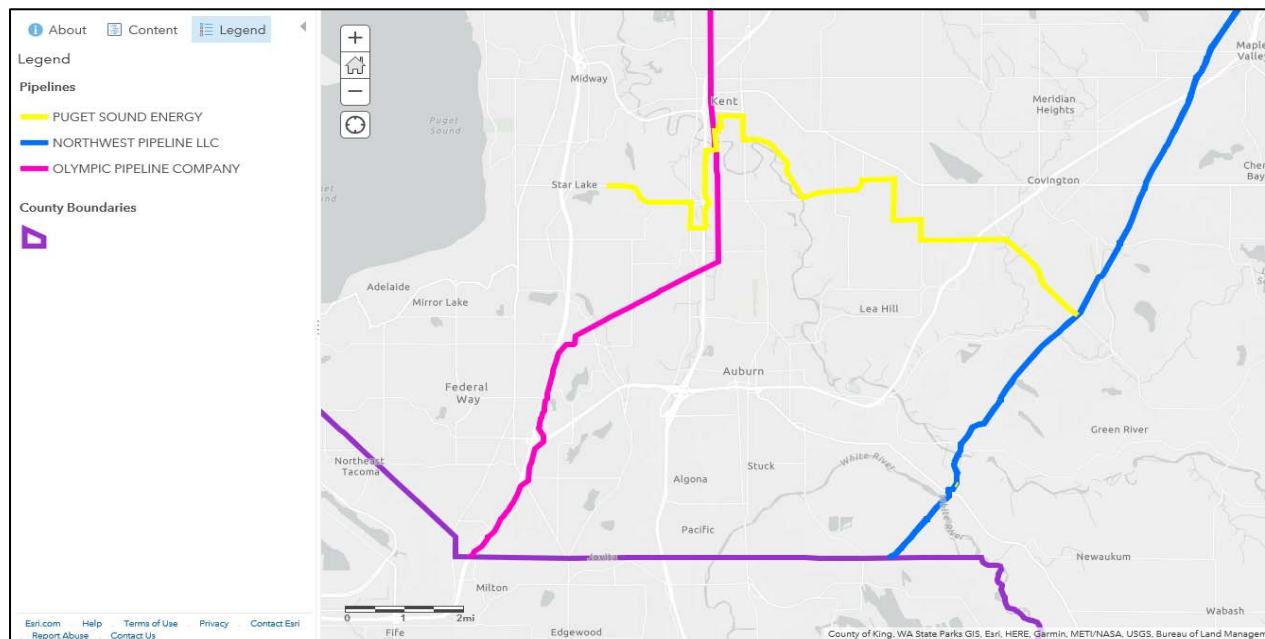 About Content Legend
Legend
Pipelines
PUGET SOUND ENERGY
NORTHWEST PIPELINE LLC
OLYMPIC PIPELINE COMPANY
County Boundaries
Esri.com . Help . Terms of Use . Privacy . Contact Esri
. Report Abuse . Contact Us
Midway
Kent
Maple
Valley
Meridian
Heights
Puget
Sound
Star Lake
Covington
Adelaide
Mirror Lake
Lea Hill
Auburn
Federal
Way
Green River
Northeast
Tacoma
Stuck
White River
Algona
Pacific
White River
Newaukum
Milton
Wabash
Fife
Edgewood
0 1 2mi
County of King, WA State Parks GIS, Esri, HERE, Garmin, METI/NASA, USGS, Bureau of Land Managem